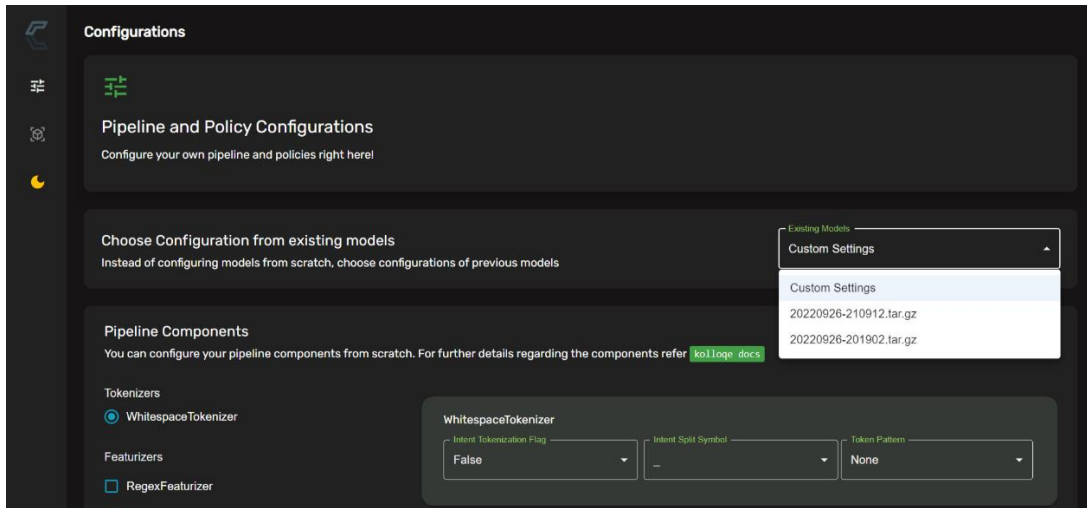 Configurations
Pipeline and Policy Configurations
Configure your own pipeline and policies right here!
Choose Configuration from existing models
Instead of configuring models from scratch, choose configurations of previous models
Existing Models
Custom Settings
Custom Settings
20220926-210912.tar.gz
20220926-201902.tar.gz
Pipeline Components
You can configure your pipeline components from scratch. For further details regarding the components refer kolloqe docs
Tokenizers
WhitespaceTokenizer
Featurizers
RegexFeaturizer
WhitespaceTokenizer
Intent Tokenization Flag
False
Intent Split Symbol
_
Token Pattern
None